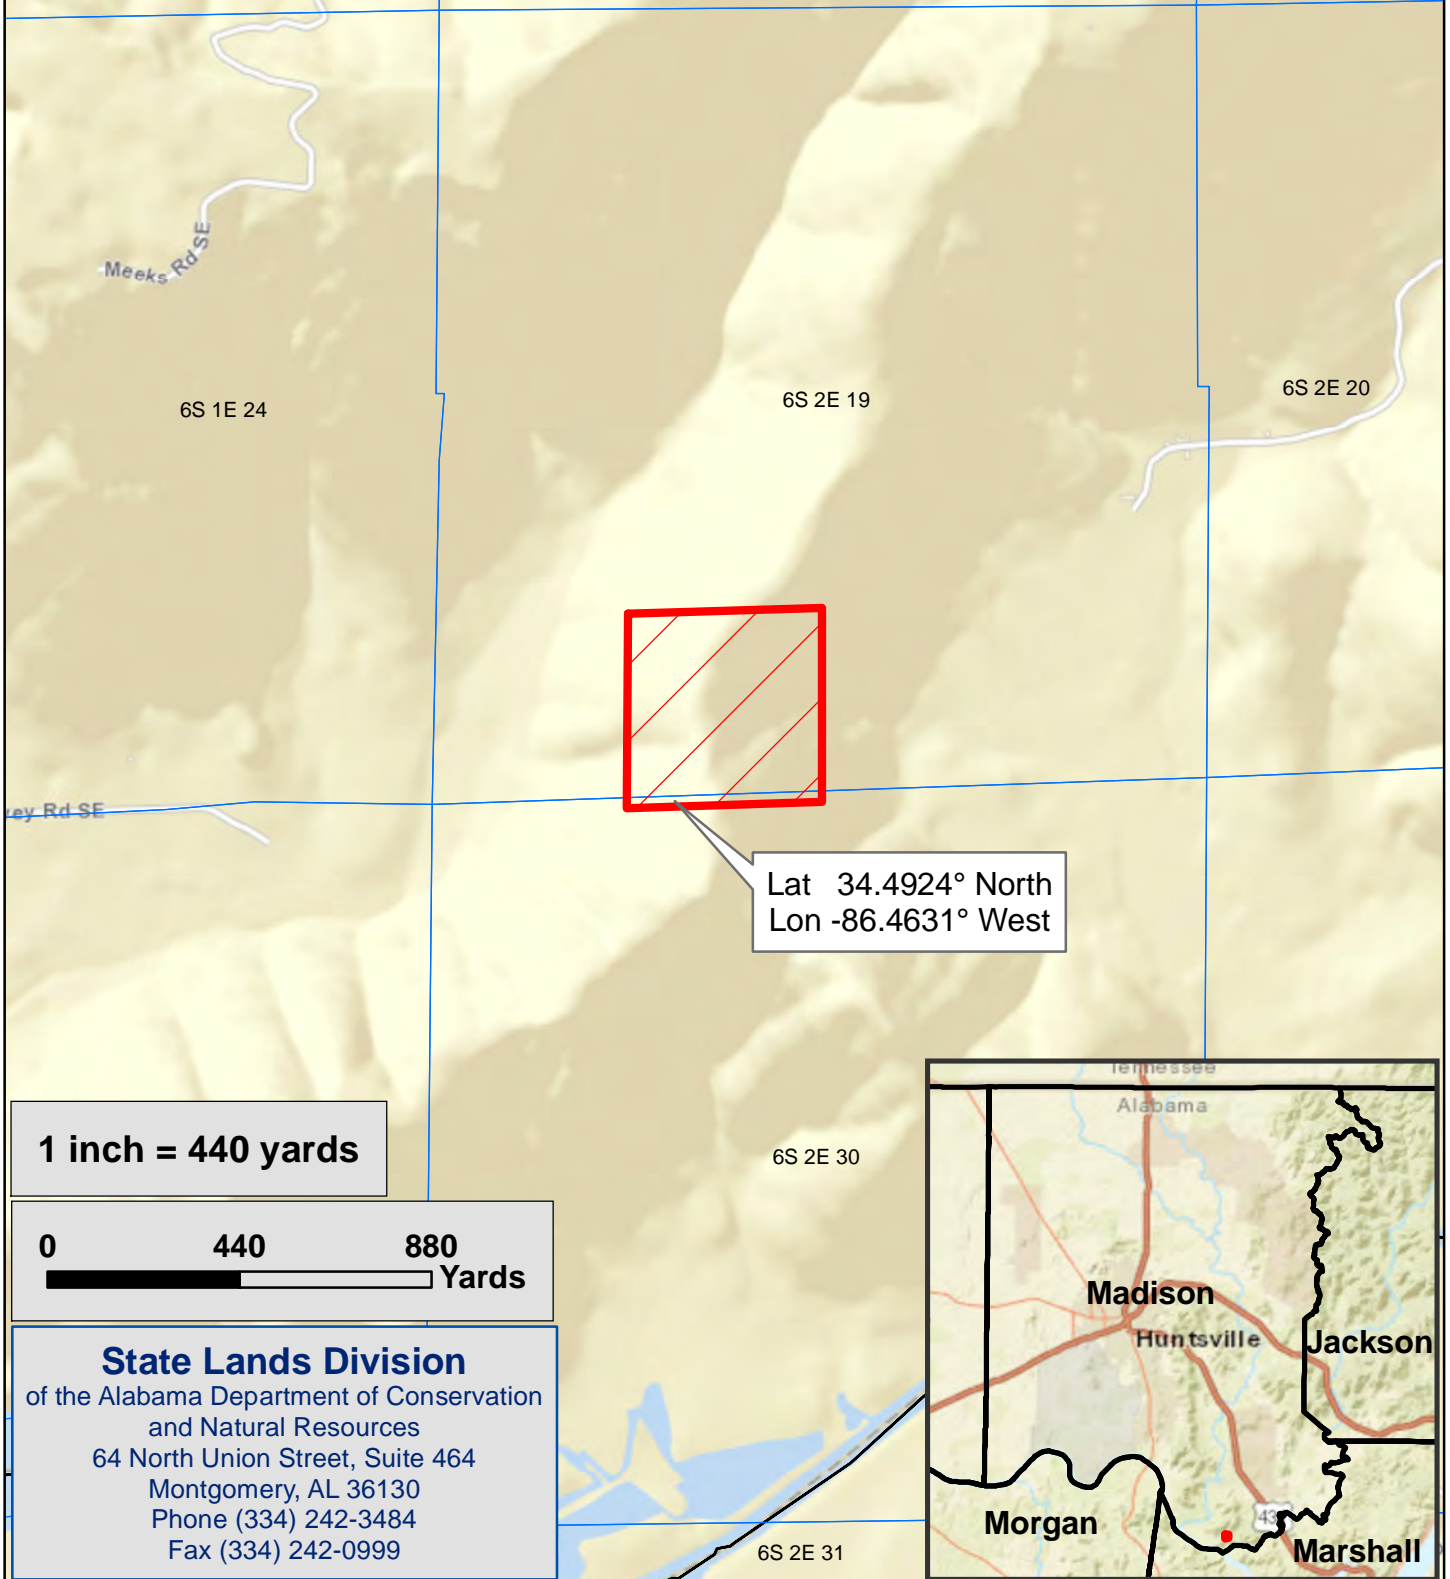 Meeks Rd SE
6S 1E 24
6S 2E 19
6S 2E 20
vey Rd SE
Lat 34.4924° North
Lon -86.4631° West
6S 2E 30
1 inch = 440 yards
0 440 880
Yards
State Lands Division
of the Alabama Department of Conservation
and Natural Resources
64 North Union Street, Suite 464
Montgomery, AL 36130
Phone (334) 242-3484
Fax (334) 242-0999
6S 2E 31
Tennessee
Alabama
Madison
Huntsville
Jackson
Morgan
43
Marshall